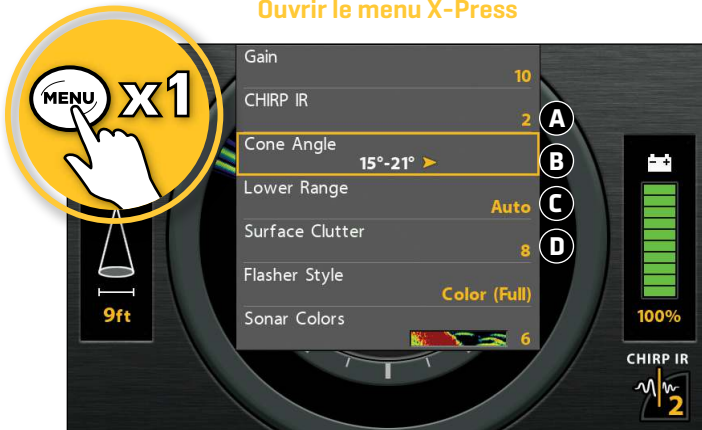 Ouvrir le menu X-Press
MENU x1
Gain
10
CHIRP IR
2
A
Cone Angle
15°-21°
B
Lower Range
Auto
C
Surface Clutter
8
D
Flasher Style
Color (Full)
Sonar Colors
6
9ft
100%
CHIRP IR
2